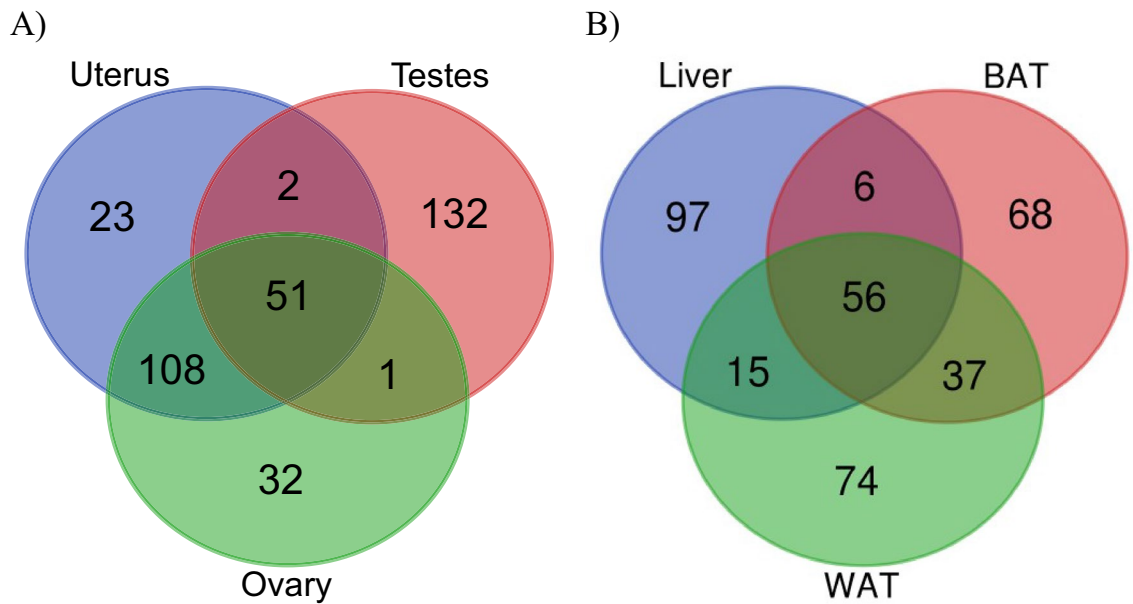 A)
B)
Uterus
Testes
23
2
132
51
108
1
32
Ovary
Liver
BAT
97
6
68
56
15
37
74
WAT